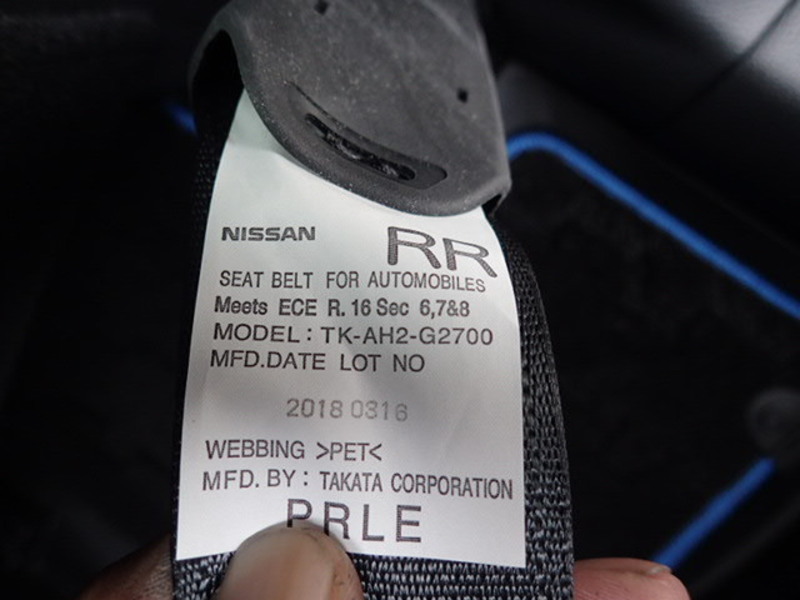 NISSAN RR
SEAT BELT FOR AUTOMOBILES
Meets ECE R. 16 Sec 6,7&8
MODEL : TK-AH2-G2700
MFD.DATE LOT NO
2018 0316
WEBBING >PET<
MFD. BY : TAKATA CORPORATION
PRLE